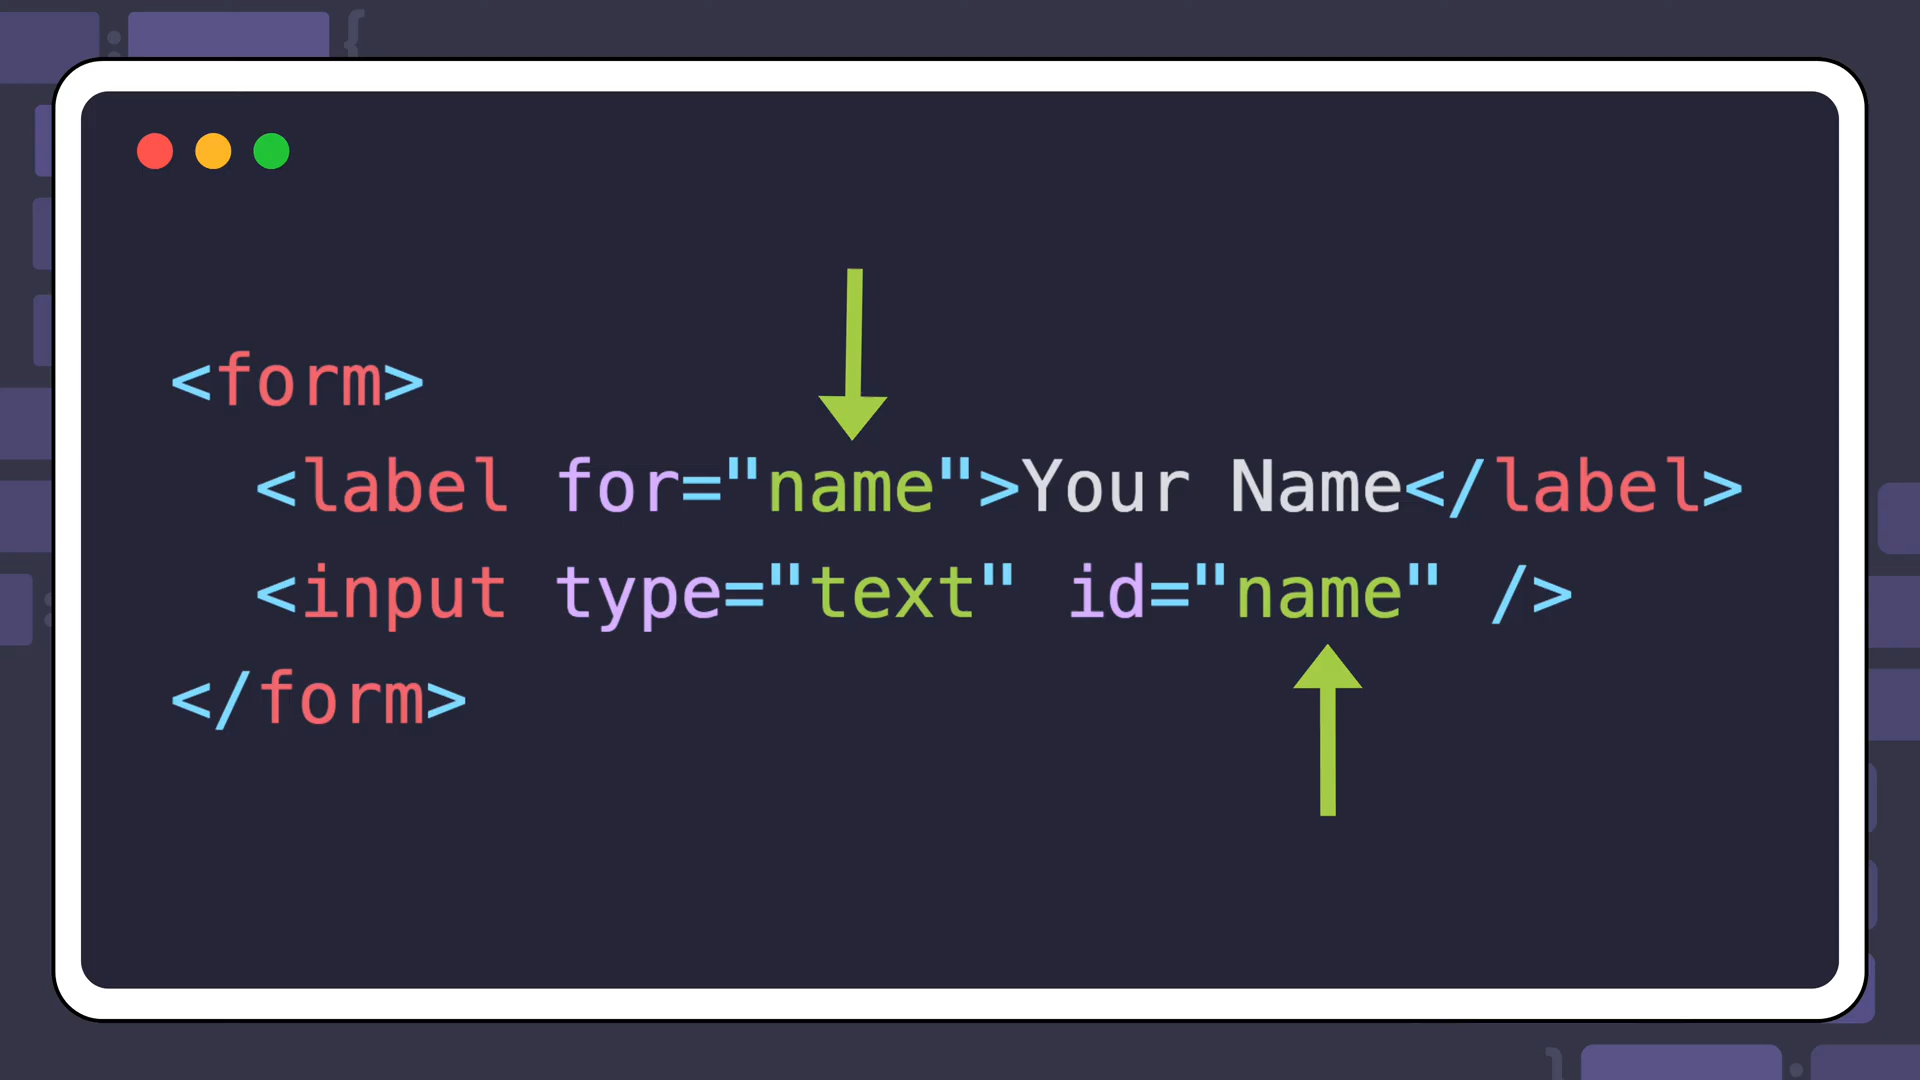 <form>
<label for="name">Your Name</label>
<input type="text" id="name" />
</form>